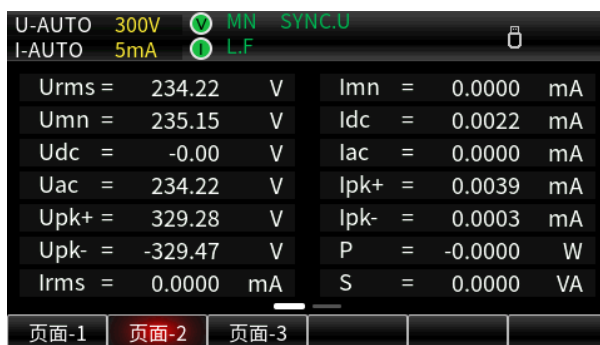 U-AUTO 300V V MN SYNC.U
I-AUTO 5mA I L.F
Urms = 234.22 V Imn = 0.0000 mA
Umn = 235.15 V Idc = 0.0022 mA
Udc = -0.00 V Iac = 0.0000 mA
Uac = 234.22 V Ipk+ = 0.0039 mA
Upk+ = 329.28 V Ipk- = 0.0003 mA
Upk- = -329.47 V P = -0.0000 W
Irms = 0.0000 mA S = 0.0000 VA
页面-1 页面-2 页面-3